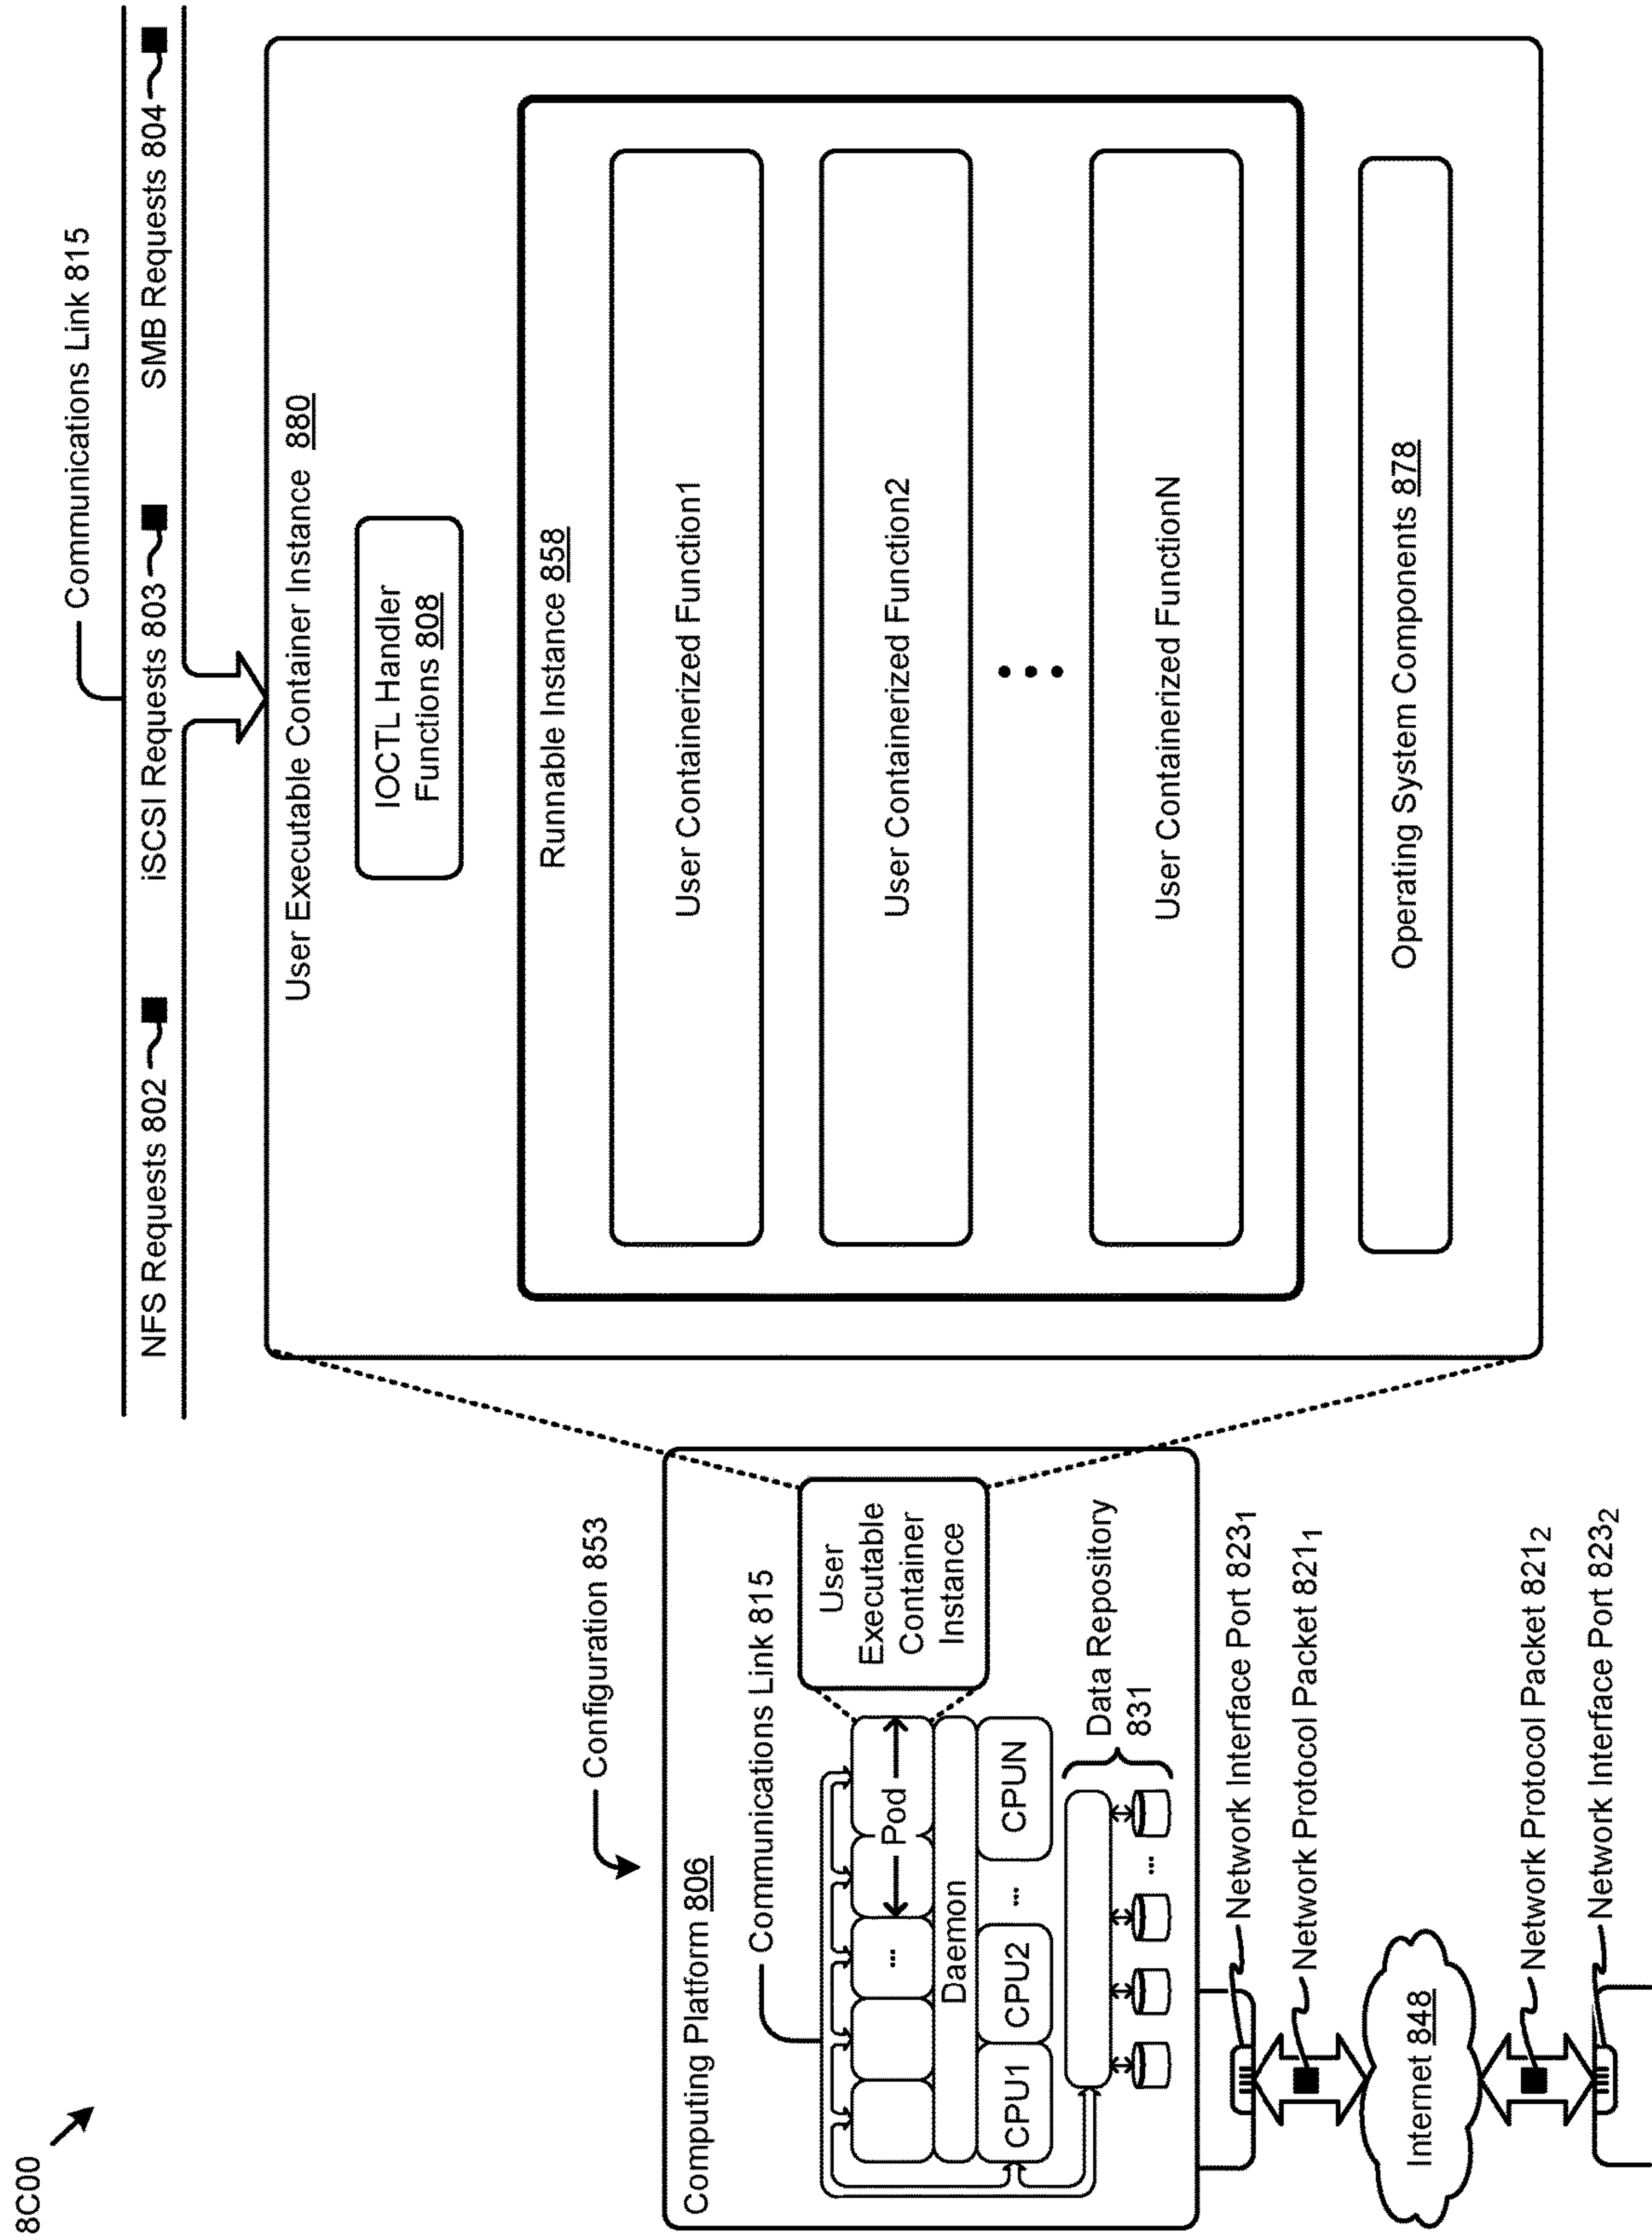 8C00
Communications Link 815
NFS Requests 802
iSCSI Requests 803
SMB Requests 804
Configuration 853
Computing Platform 806
Communications Link 815
...
Pod
Daemon
CPU1
CPU2
...
CPUN
User
Executable
Container
Instance
Data Repository
831
...
Network Interface Port 823₁
Network Protocol Packet 821₁
Internet 848
Network Protocol Packet 821₂
Network Interface Port 823₂
User Executable Container Instance 880
IOCTL Handler
Functions 808
Runnable Instance 858
User Containerized Function1
User Containerized Function2
...
User Containerized FunctionN
Operating System Components 878